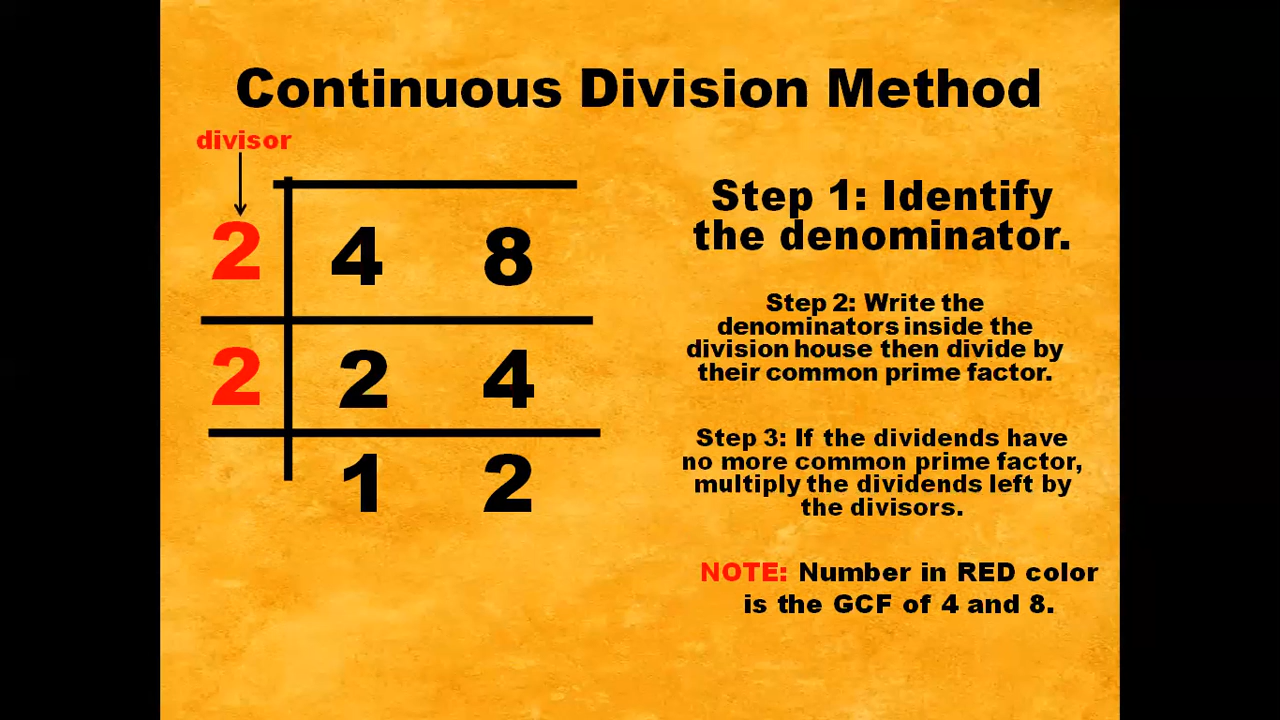 Continuous Division Method
divisor
2 4 8
2 2 4
1 2
Step 1: Identify
the denominator.
Step 2: Write the
denominators inside the
division house then divide by
their common prime factor.
Step 3: If the dividends have
no more common prime factor,
multiply the dividends left by
the divisors.
NOTE: Number in RED color
is the GCF of 4 and 8.